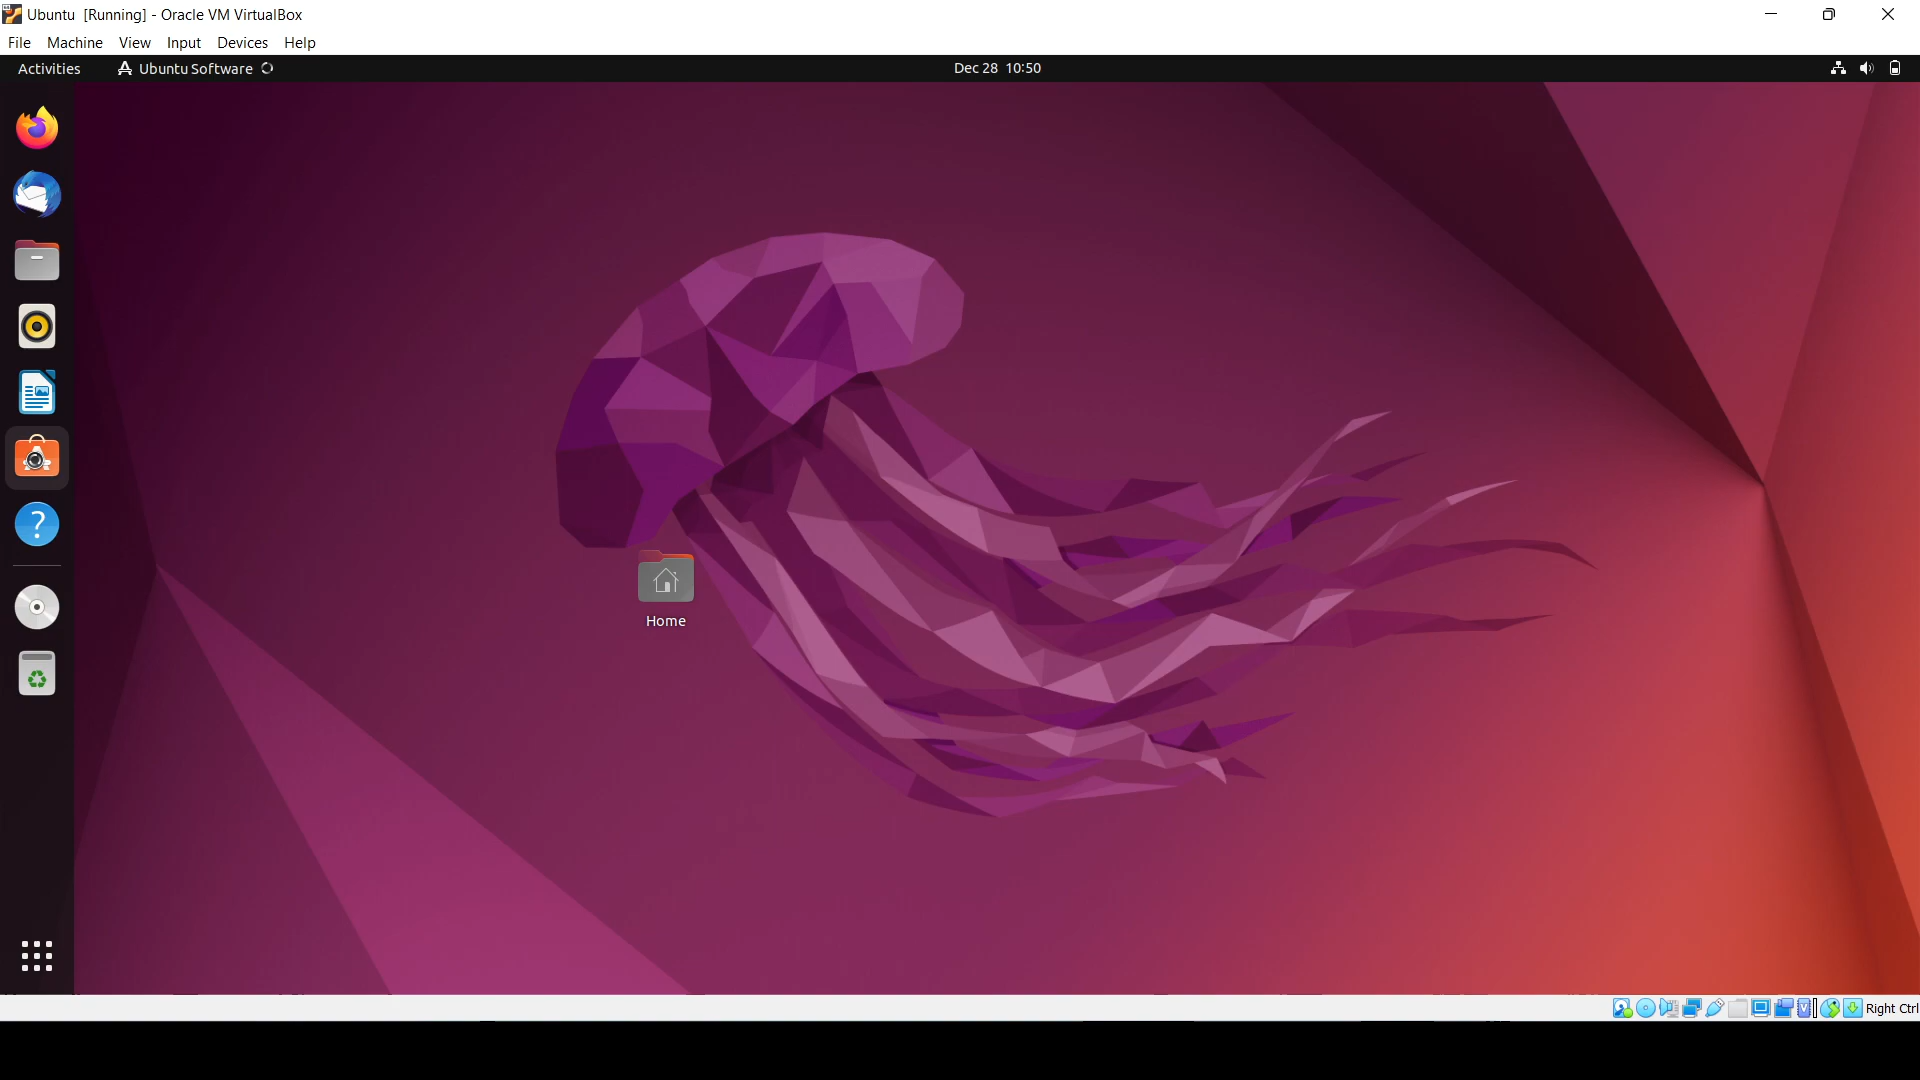 Ubuntu [Running] - Oracle VM VirtualBox
File Machine View Input Devices Help
Activities Ubuntu Software Dec 28 10:50
Home
Right Ctrl